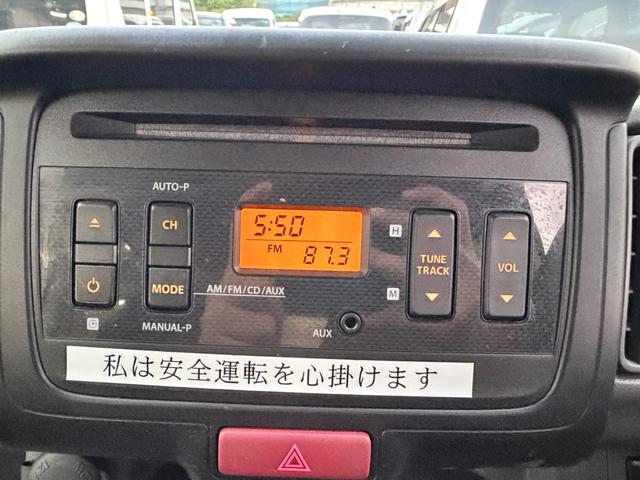 AUTO-P
CH
MODE
AM/FM/CD/AUX
MANUAL-P
5:50
FM 87.3
AUX
H
M
TUNE
TRACK
VOL
私は安全運転を心掛けます